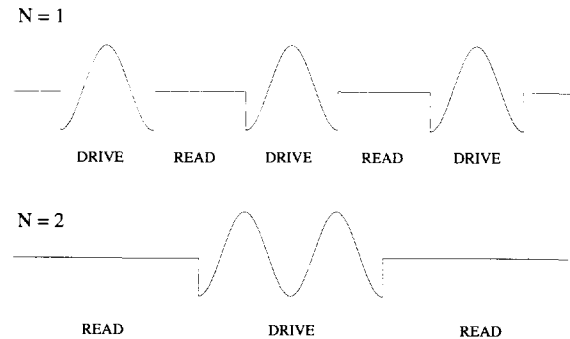 N = 1
DRIVE READ DRIVE READ DRIVE
N = 2
READ DRIVE READ